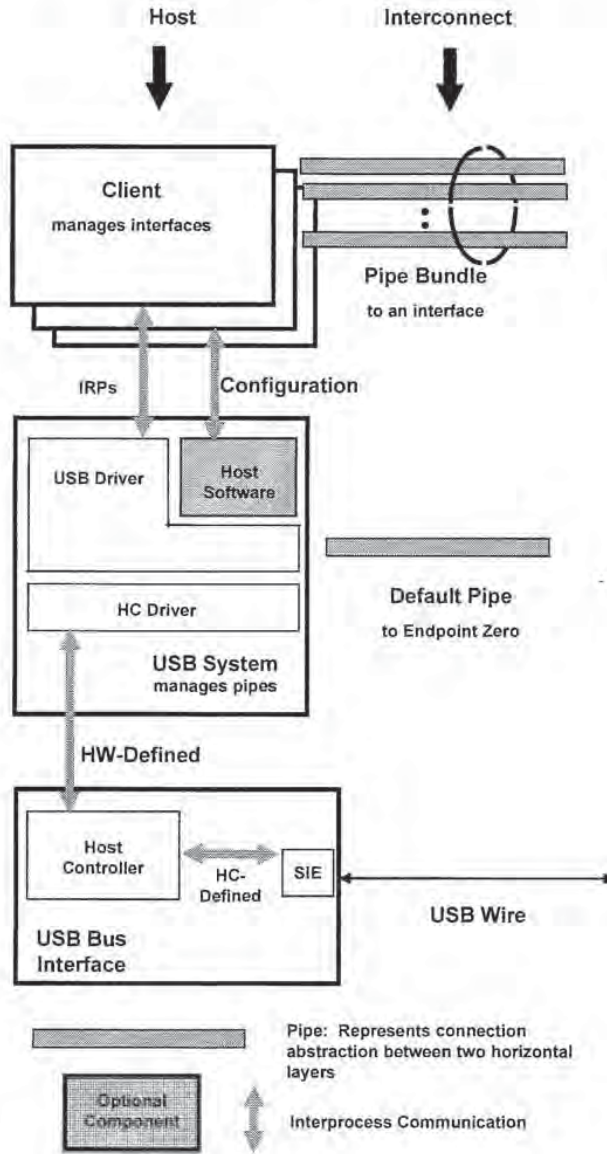 Host
Interconnect
Client
manages interfaces
Pipe Bundle
to an interface
IRPs
Configuration
USB Driver
Host
Software
HC Driver
USB System
manages pipes
Default Pipe
to Endpoint Zero
HW-Defined
Host
Controller
HC-
Defined
SIE
USB Wire
USB Bus
Interface
Pipe: Represents connection
abstraction between two horizontal
layers
Optional
Component
Interprocess Communication